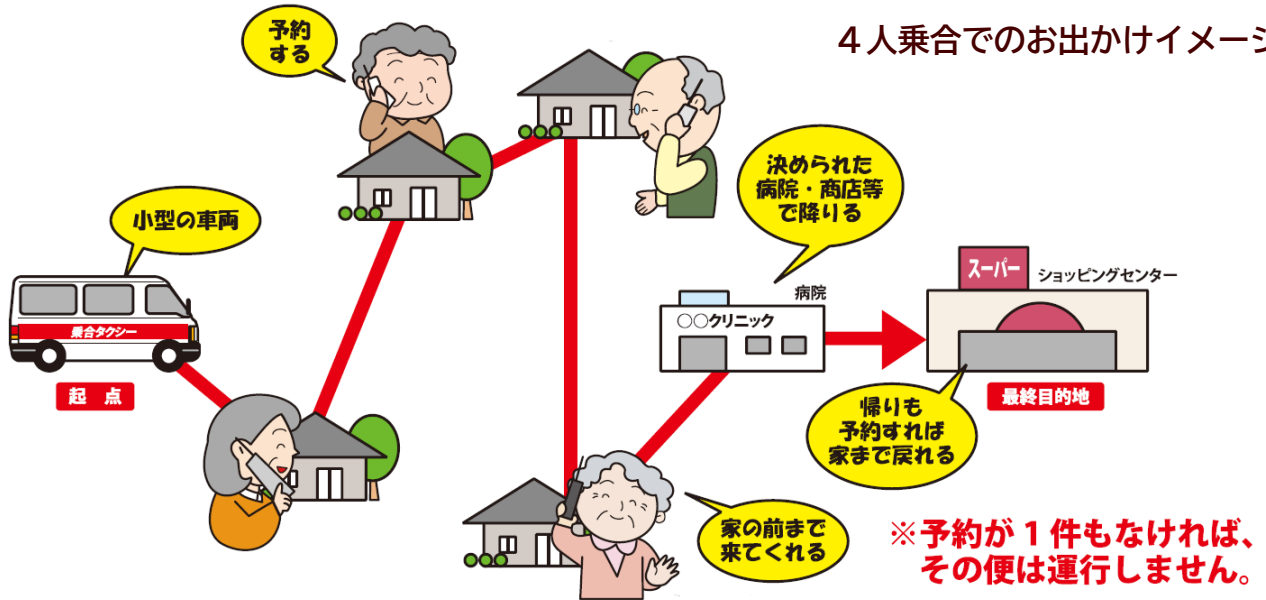 4人乗合でのお出かけイメージ
予約
する
決められた
病院・商店等
で降りる
小型の車両
スーパー
ショッピングセンター
病院
○○クリニック
乗合タクシー
起 点
最終目的地
帰りも
予約すれば
家まで戻れる
家の前まで
来てくれる
※予約が1件もなければ、
その便は運行しません。